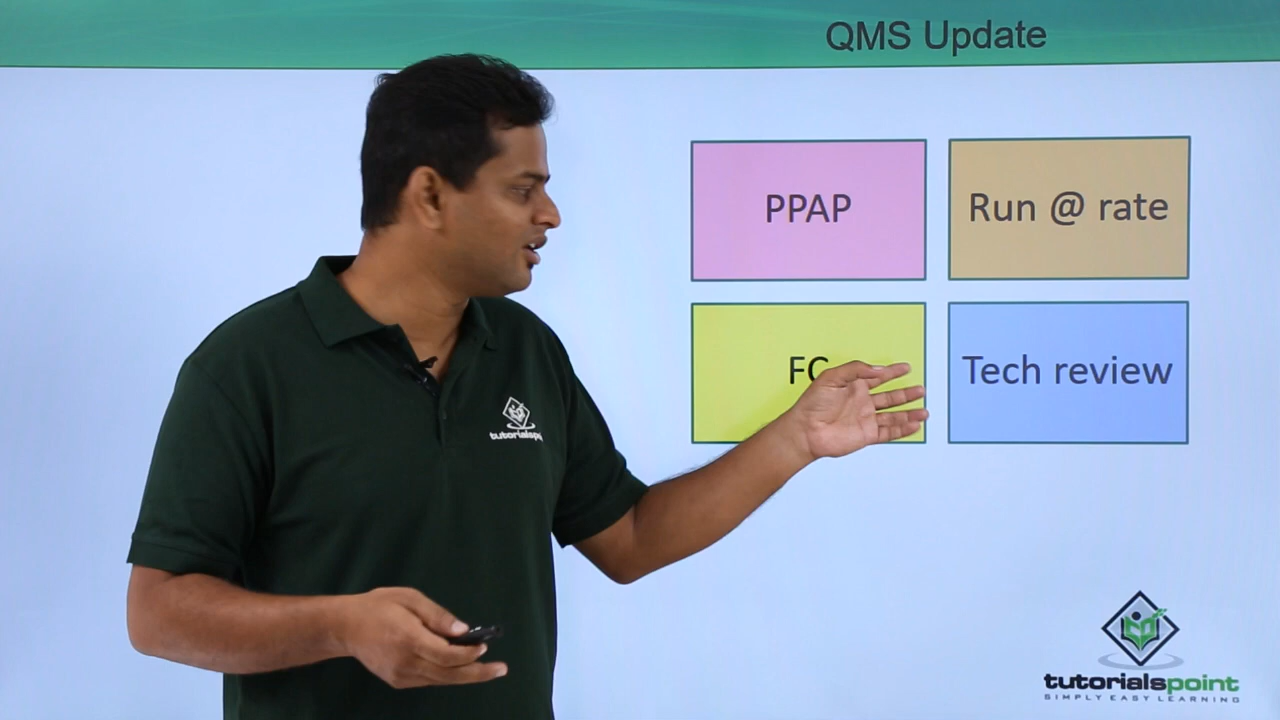 QMS Update
PPAP
Run @ rate
Tech review
tutorialspoint
SIMPLY EASY LEARNING